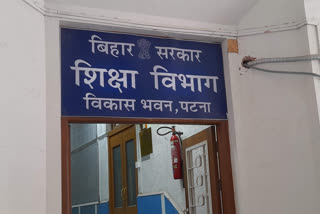 बिहार सरकार
शिक्षा विभाग
विकास भवन, पटना